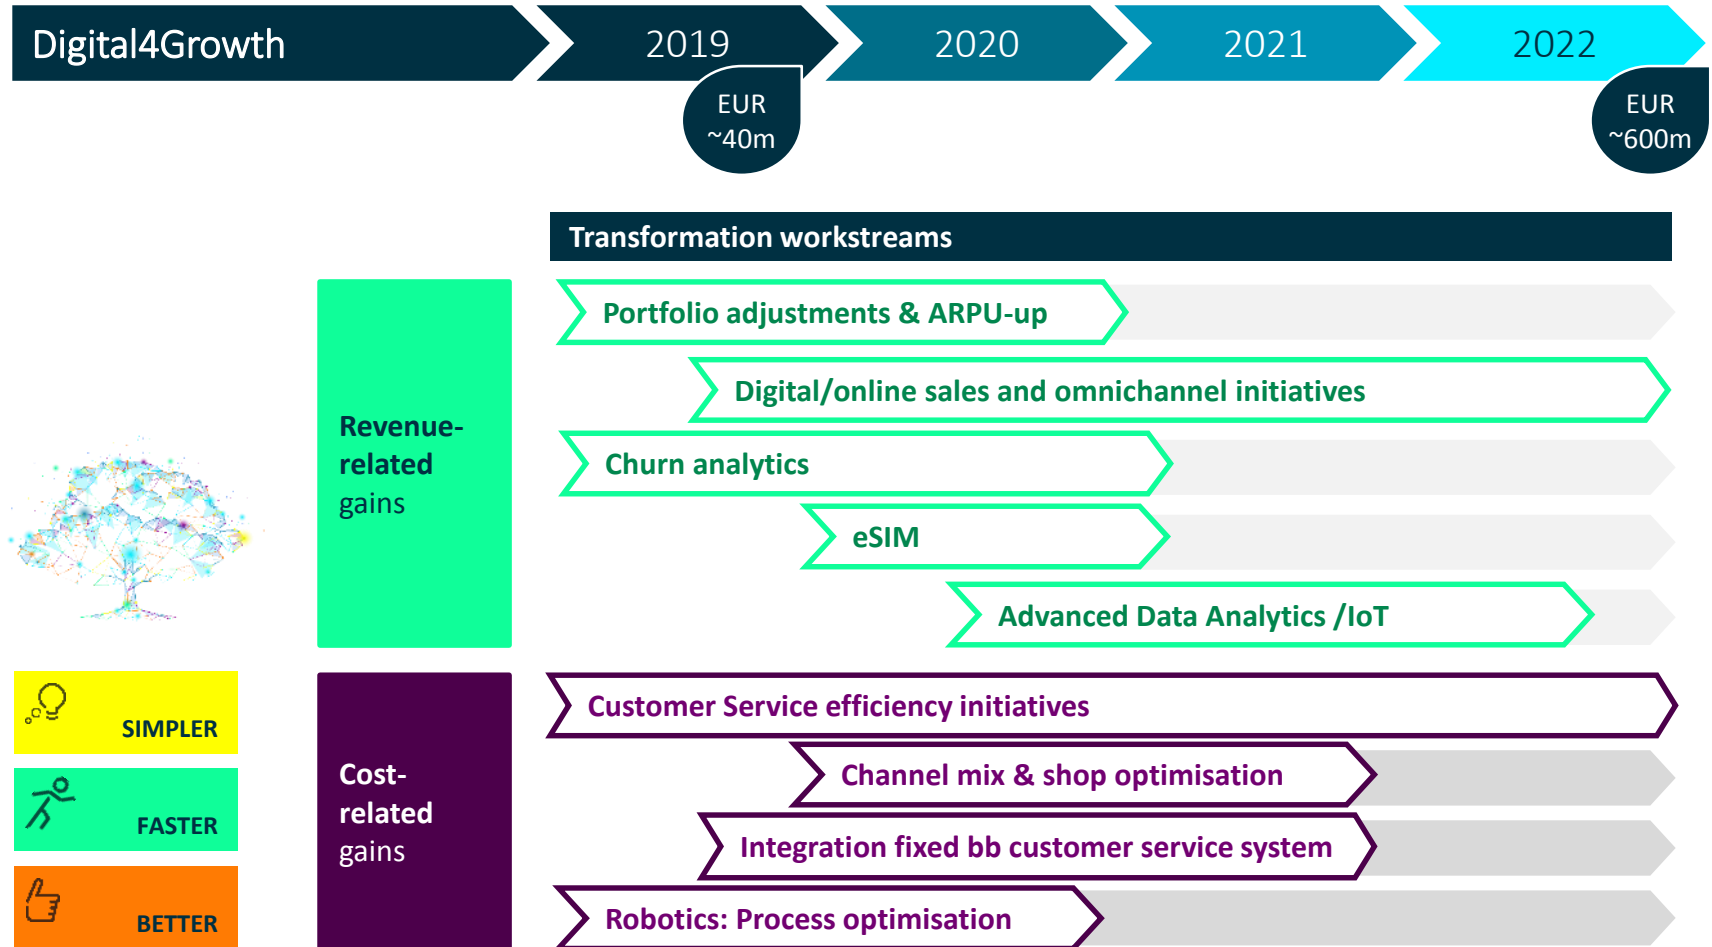 Digital4Growth
2019
2020
2021
2022
EUR
~40m
EUR
~600m
Transformation workstreams
Revenue-
related
gains
Portfolio adjustments & ARPU-up
Digital/online sales and omnichannel initiatives
Churn analytics
eSIM
Advanced Data Analytics /IoT
SIMPLER
FASTER
BETTER
Cost-
related
gains
Customer Service efficiency initiatives
Channel mix & shop optimisation
Integration fixed bb customer service system
Robotics: Process optimisation